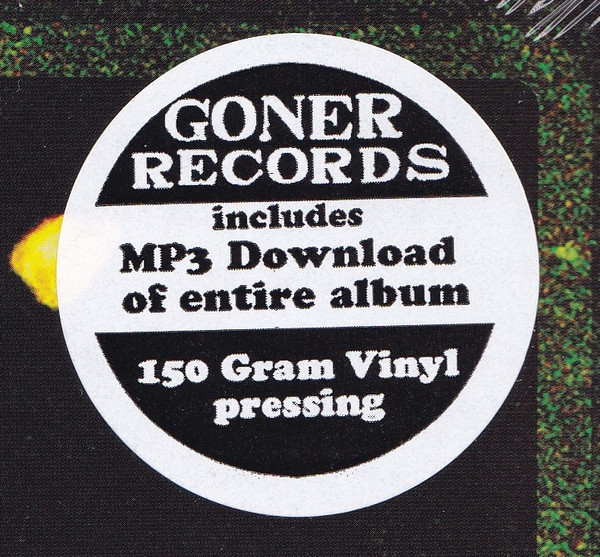 GONER
RECORDS
includes
MP3 Download
of entire album
150 Gram Vinyl
pressing